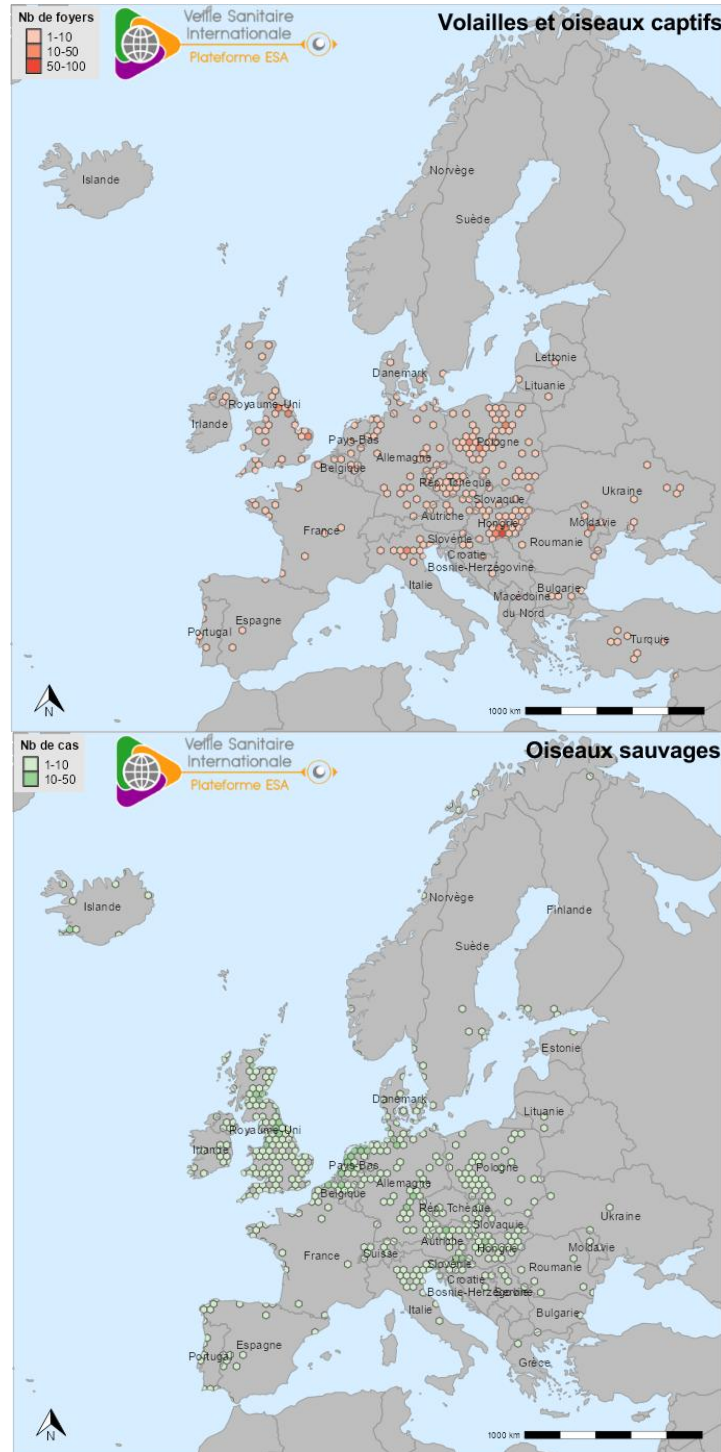 Nb de foyers
1-10
10-50
50-100
Veille Sanitaire
Internationale
Plateforme ESA
Volailles et oiseaux captifs
Islande
Norvège
Suède
Lettonie
Danemark
Lituanie
Royaume-Uni
Irlande
Pays-Bas
Pologne
Allemagne
Belgique
Rép. Tchèque
Ukraine
Slovaquie
Autriche
France
Hongrie
Moldavie
Slovénie
Roumanie
Croatie
Bosnie-Herzégovine
Italie
Bulgarie
Macédoine
du Nord
Espagne
Portugal
Turquie
N
1000 km
Nb de cas
1-10
10-50
Veille Sanitaire
Internationale
Plateforme ESA
Oiseaux sauvages
Islande
Norvège
Finlande
Suède
Estonie
Danemark
Lituanie
Royaume-Uni
Irlande
Pays-Bas
Pologne
Allemagne
Belgique
Rép. Tchèque
Ukraine
Slovaquie
Autriche
Hongrie
Moldavie
France
Suisse
Slovénie
Roumanie
Croatie
Bosnie-Herzégovine
Serbie
Italie
Bulgarie
Espagne
Portugal
Grèce
N
1000 km